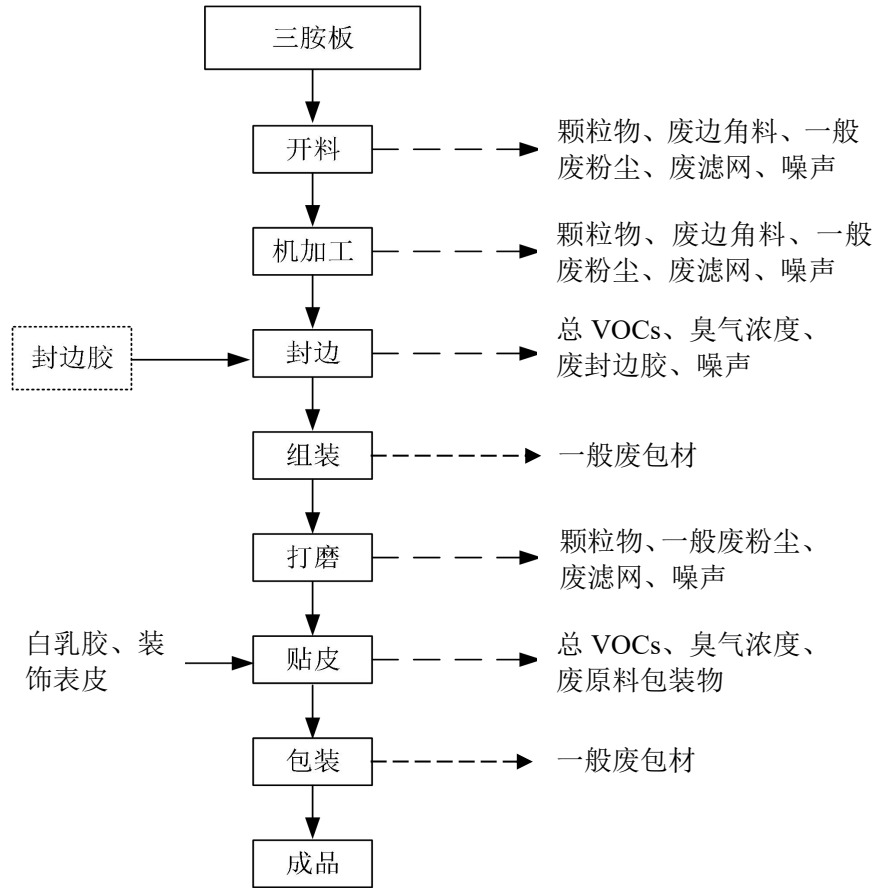 三胺板
开料
颗粒物、废边角料、一般
废粉尘、废滤网、噪声
机加工
颗粒物、废边角料、一般
废粉尘、废滤网、噪声
封边胶
封边
总 VOCs、臭气浓度、
废封边胶、噪声
组装
一般废包材
打磨
颗粒物、一般废粉尘、
废滤网、噪声
白乳胶、装
饰表皮
贴皮
总 VOCs、臭气浓度、
废原料包装物
包装
一般废包材
成品